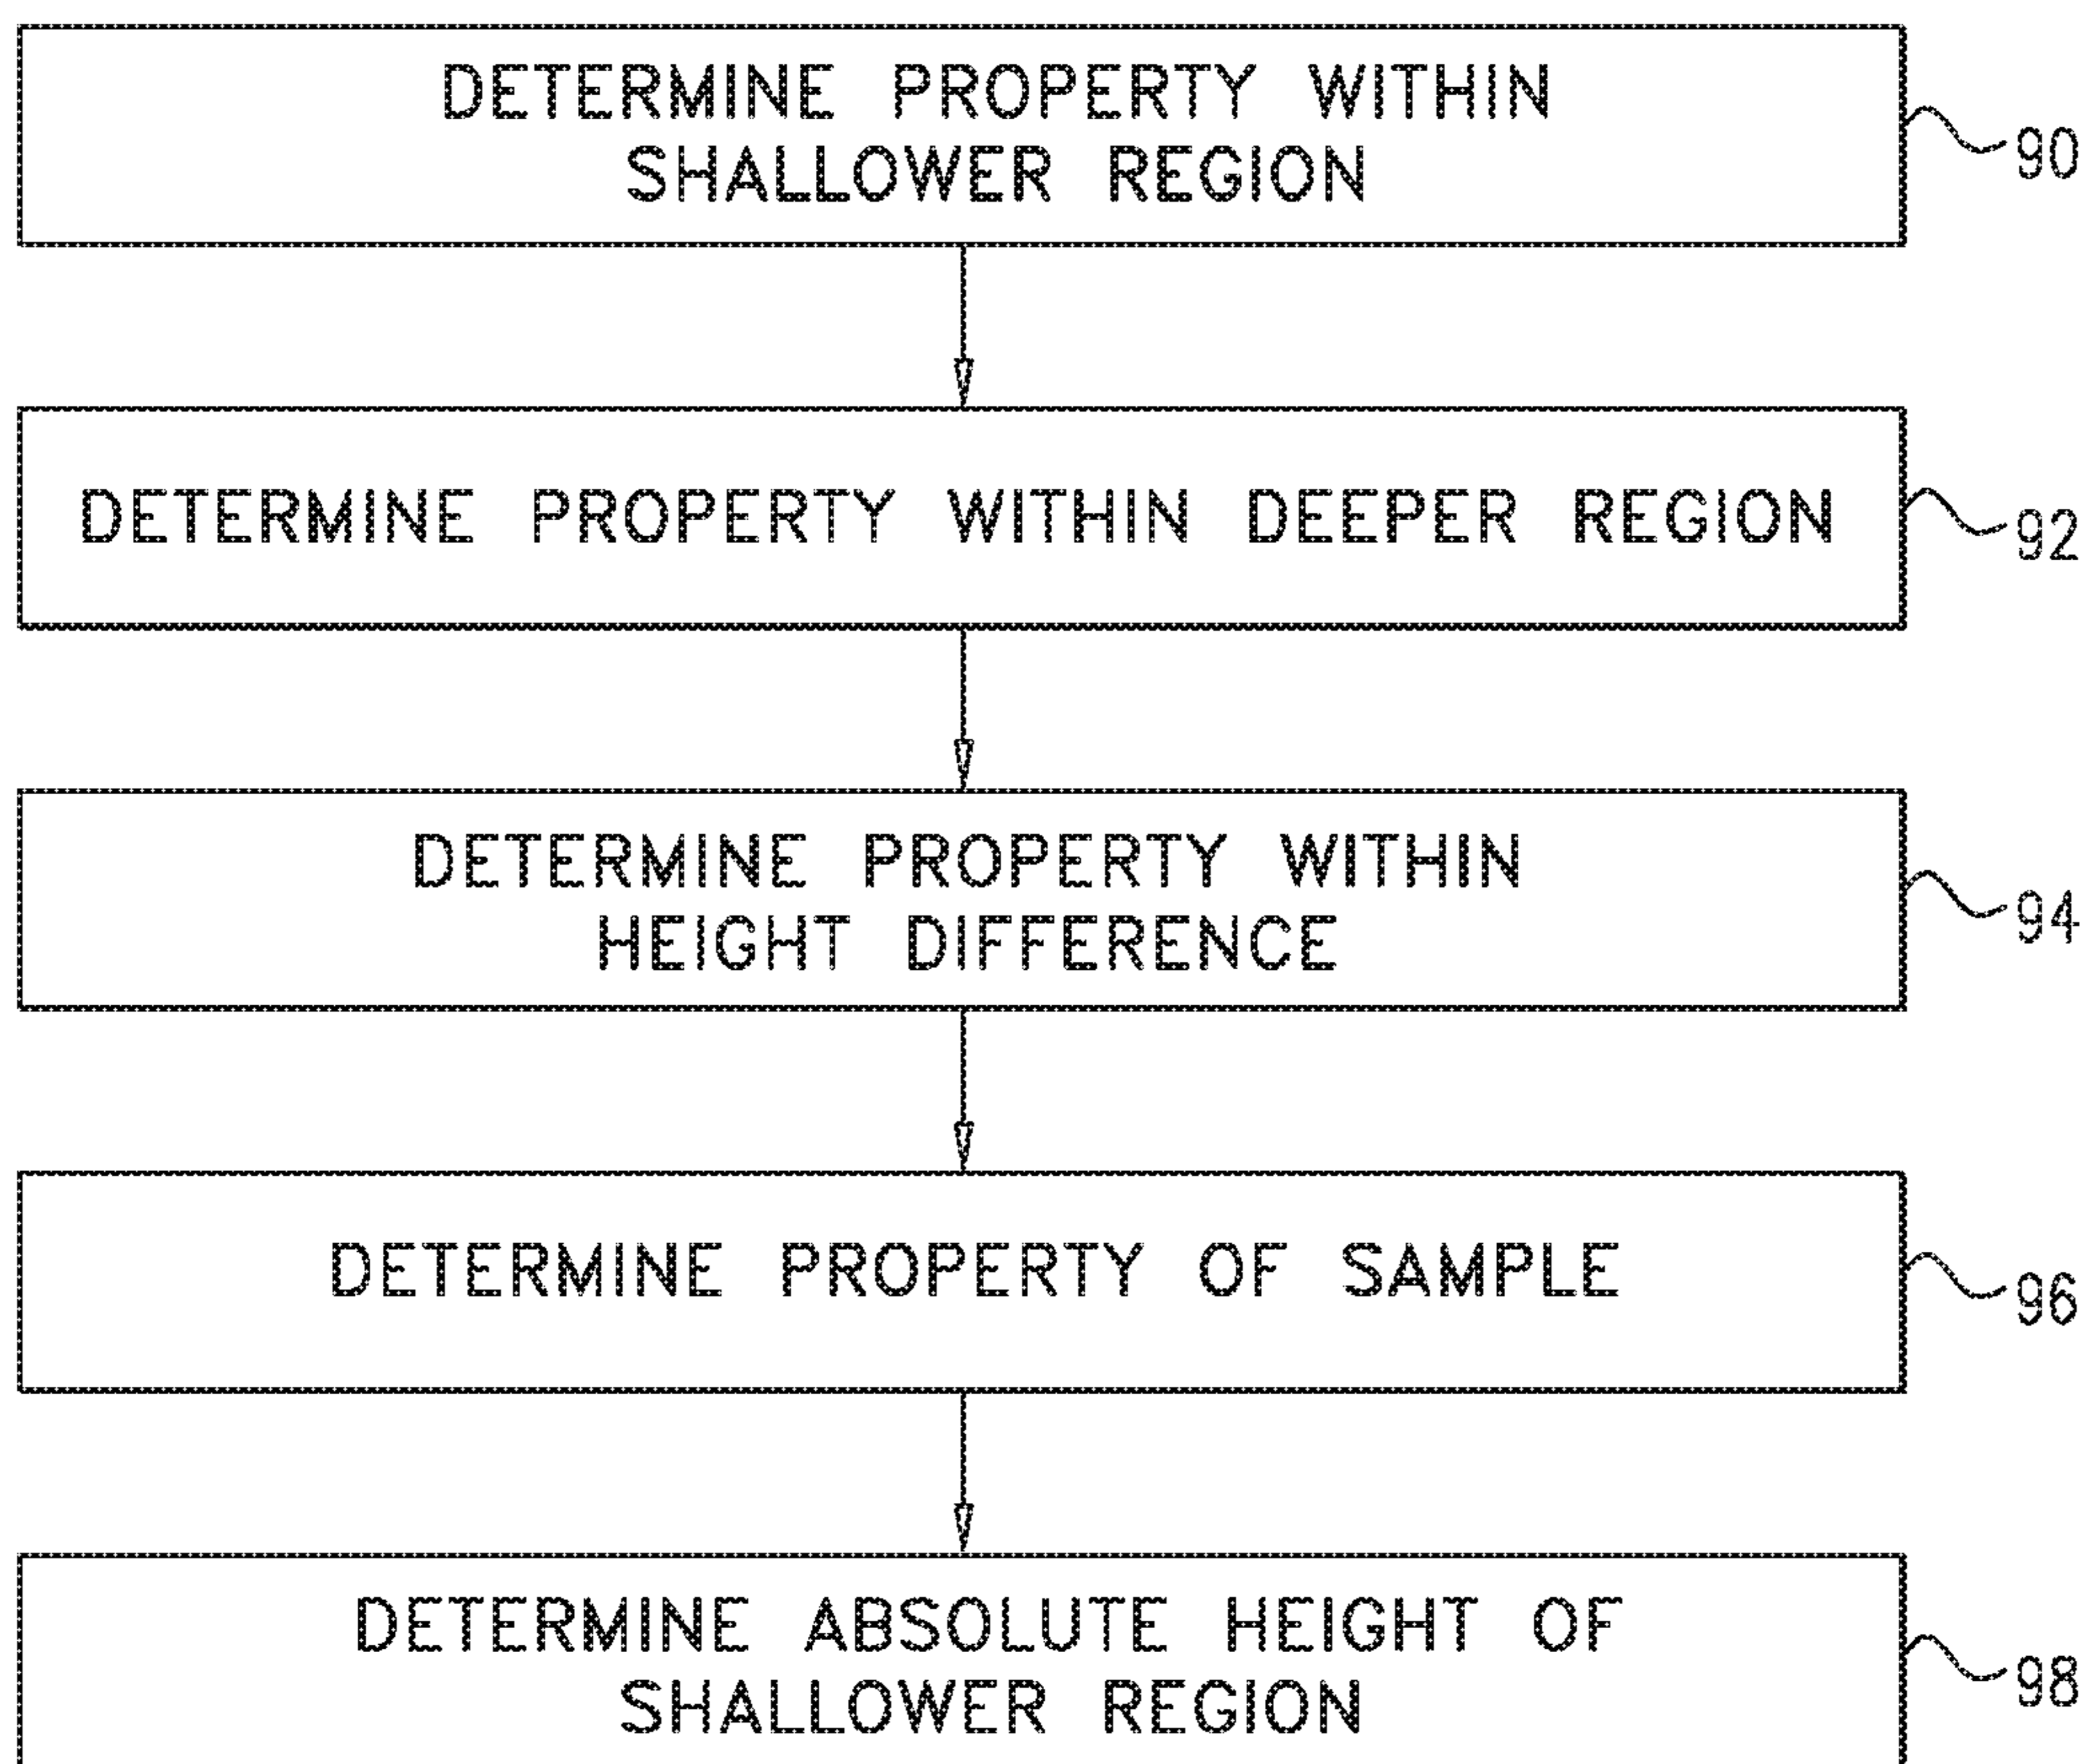 DETERMINE PROPERTY WITHIN
SHALLOWER REGION
90
DETERMINE PROPERTY WITHIN DEEPER REGION
92
DETERMINE PROPERTY WITHIN
HEIGHT DIFFERENCE
94
DETERMINE PROPERTY OF SAMPLE
96
DETERMINE ABSOLUTE HEIGHT OF
SHALLOWER REGION
98